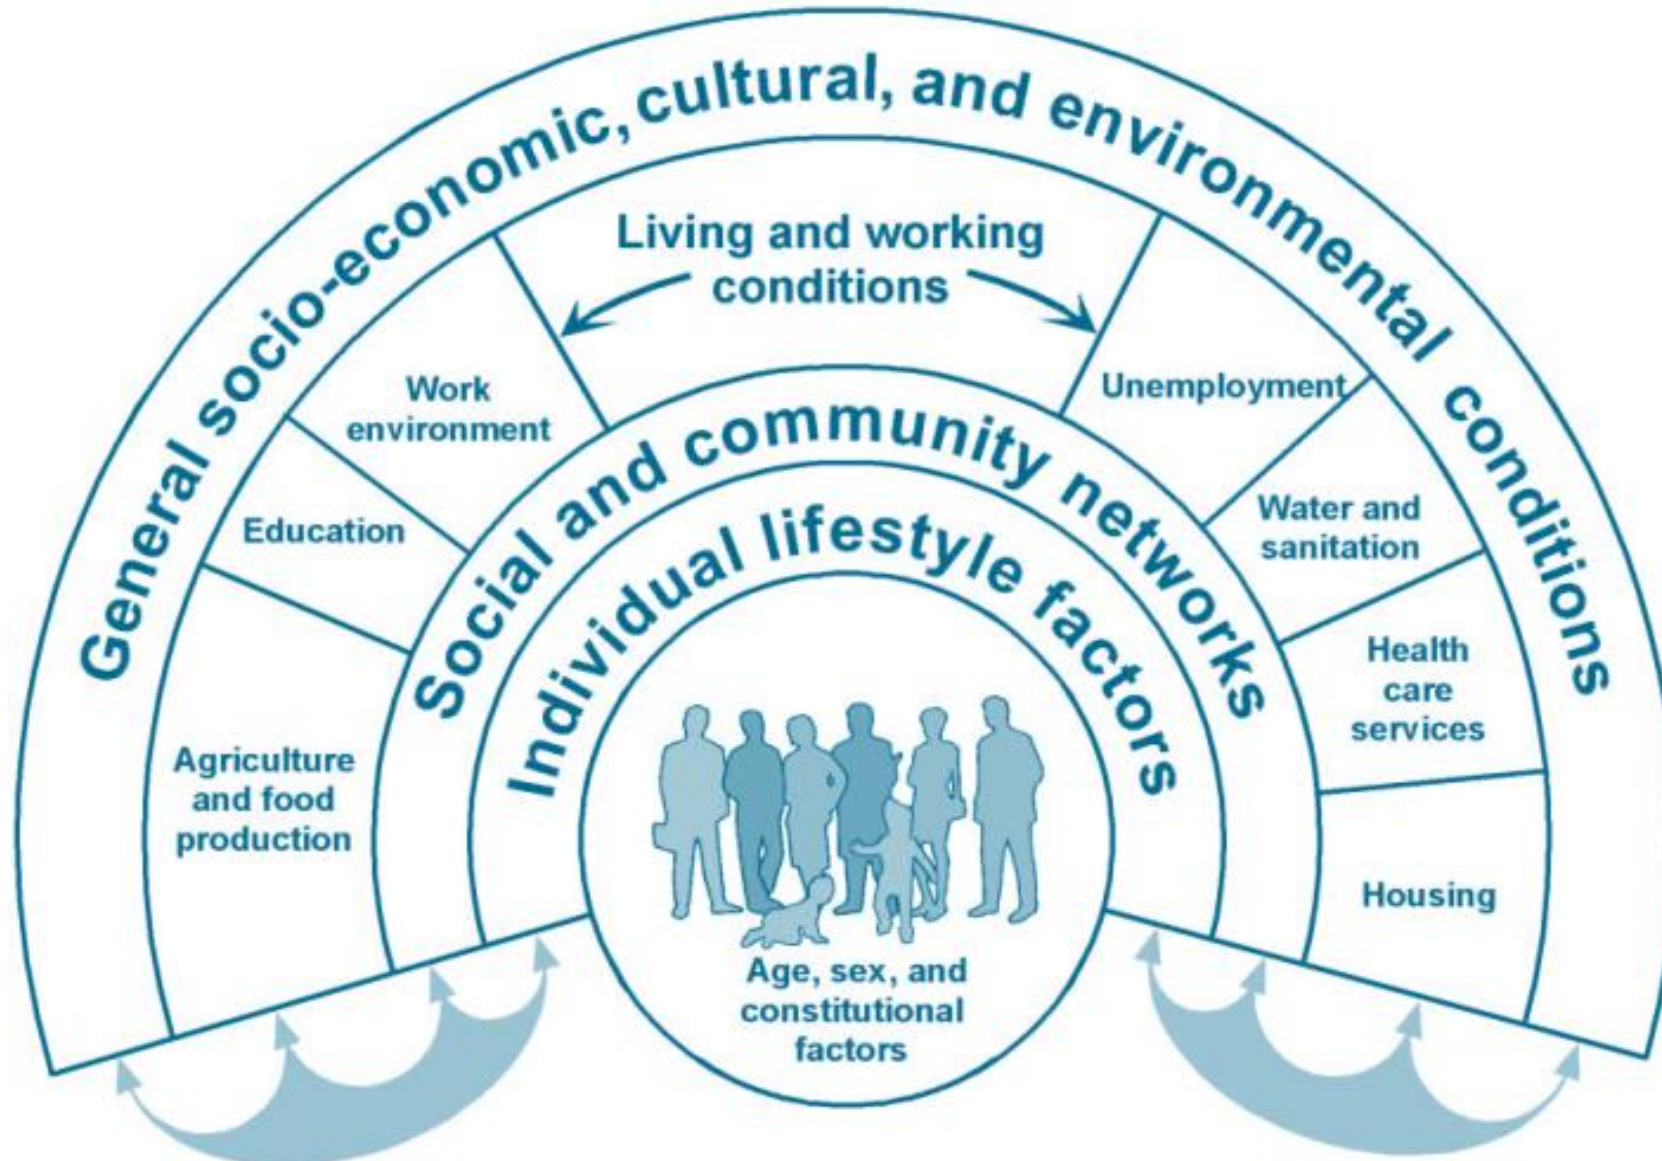 General socio-economic, cultural, and environmental conditions
Living and working
conditions
Work
environment
Unemployment
Education
Water and
sanitation
Agriculture
and food
production
Health
care
services
Housing
Social and community networks
Individual lifestyle factors
Age, sex, and
constitutional
factors